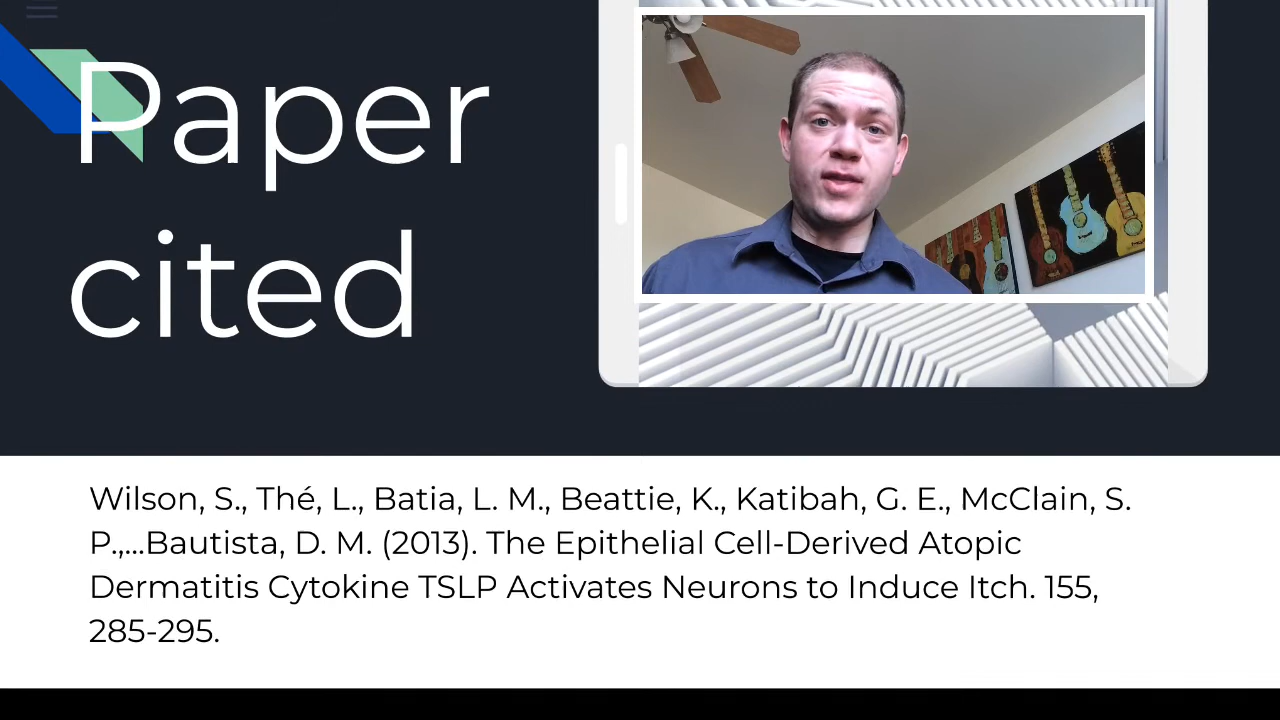 Paper
cited
Wilson, S., Thé, L., Batia, L. M., Beattie, K., Katibah, G. E., McClain, S.
P.,...Bautista, D. M. (2013). The Epithelial Cell-Derived Atopic
Dermatitis Cytokine TSLP Activates Neurons to Induce Itch. 155,
285-295.